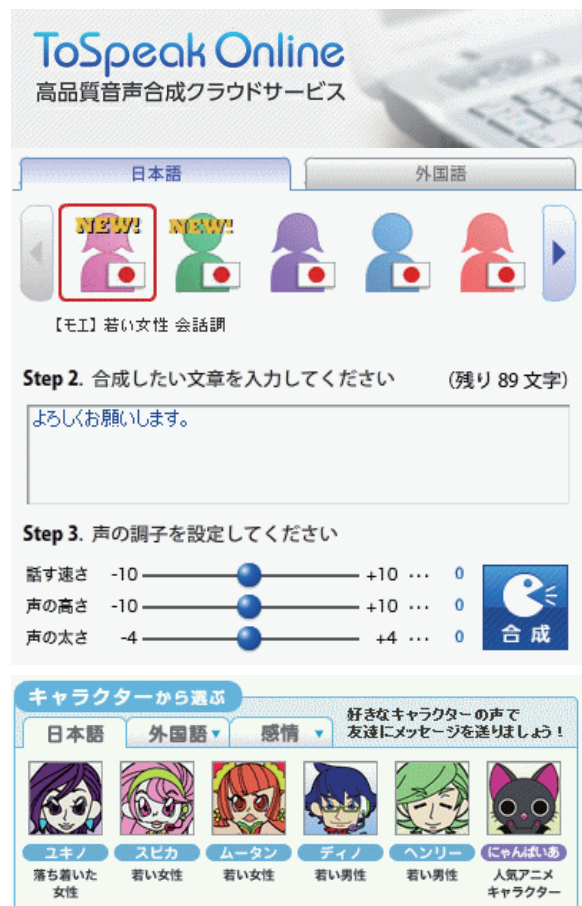 ToSpeak Online
高品質音声合成クラウドサービス
日本語 外国語
NEW! NEW!
【モエ】若い女性 会話調
Step 2. 合成したい文章を入力してください (残り 89 文字)
よろしくお願いします。
Step 3. 声の調子を設定してください
話す速さ -10 +10 … 0
声の高さ -10 +10 … 0
声の太さ -4 +4 … 0
合成
キャラクターから選ぶ
好きなキャラクターの声で
友達にメッセージを送りましょう!
日本語 外国語▼ 感情▼
ユキノ スピカ ムータン ディノ ヘンリー にゃんぱいあ
落ち着いた 若い女性 若い女性 若い男性 若い男性 人気アニメ
女性 キャラクター